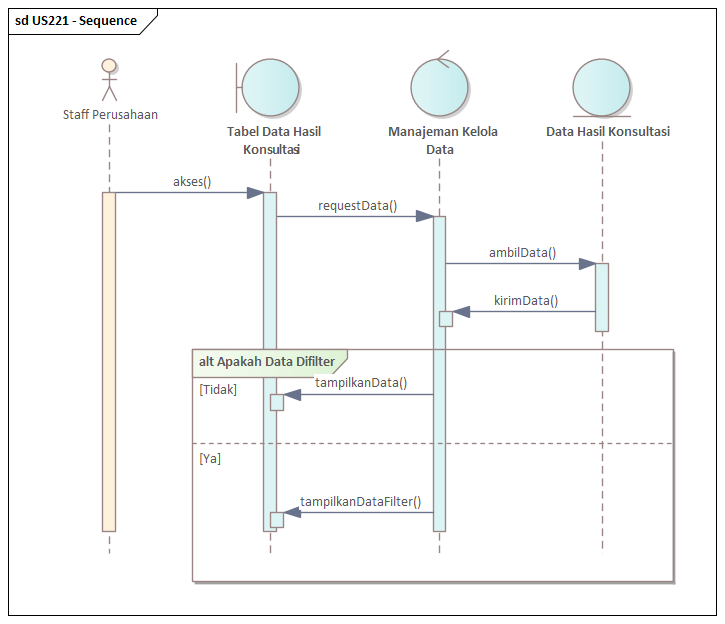 sd US221 - Sequence
Staff Perusahaan
Tabel Data Hasil
Konsultasi
Manajeman Kelola
Data
Data Hasil Konsultasi
akses()
requestData()
ambilData()
kirimData()
alt Apakah Data Difilter
[Tidak]
tampilkanData()
[Ya]
tampilkanDataFilter()